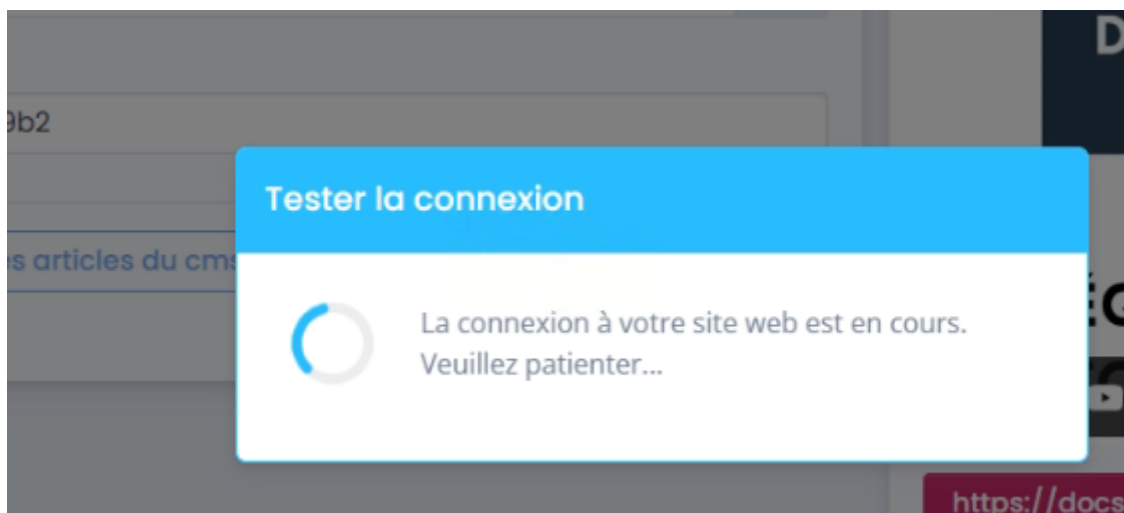 D
9b2
Tester la connexion
s articles du cms
La connexion à votre site web est en cours.
Veuillez patienter...
ÉG
https://docs